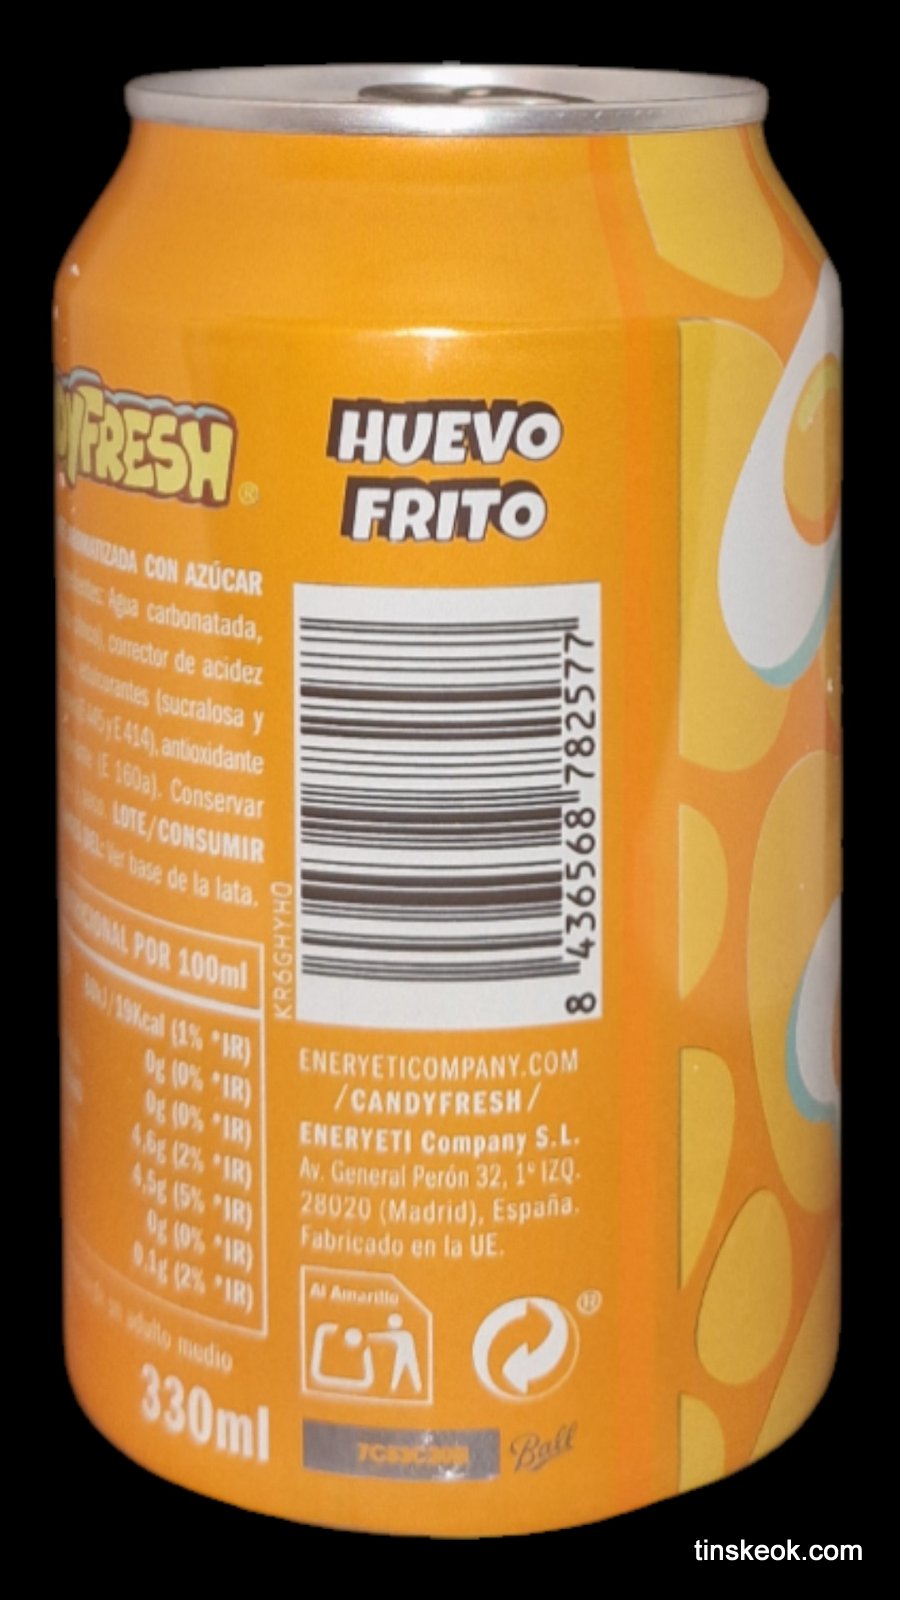 YFRESH®
HUEVO
FRITO
AROMATIZADA CON AZÚCAR
Agua carbonatada,
corrector de acidez
edulcorantes (sucralosa y
E 445 y E 414), antioxidante
(E 160a). Conservar
LOTE/CONSUMIR
Ver base de la lata.
POR 100ml
/19Kcal (1% *IR)
0g (0% *IR)
0g (0% *IR)
4,6g (2% *IR)
4,5g (5% *IR)
0g (0% *IR)
0,1g (2% *IR)
adulto medio
330ml
KR6GHYHO
8 436568 782577
ENERYETICOMPANY.COM
/CANDYFRESH/
ENERYETI Company S.L.
Av. General Perón 32, 1º IZQ.
28020 (Madrid), España.
Fabricado en la UE.
Al Amarillo
®
Ball
tinskeok.com